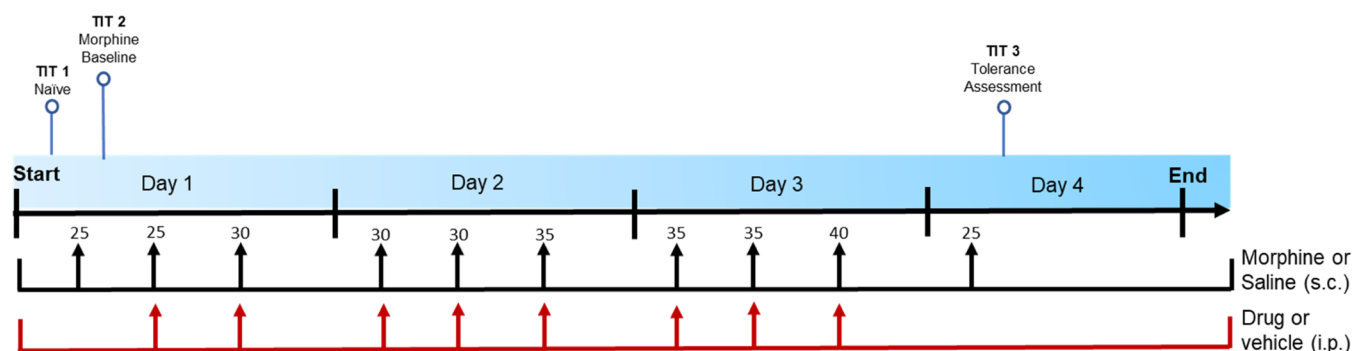 TIT 1
Naïve
TIT 2
Morphine
Baseline
TIT 3
Tolerance
Assessment
Start
Day 1
Day 2
Day 3
Day 4
End
25 25 30 30 30 35 35 35 40 25
Morphine or
Saline (s.c.)
Drug or
vehicle (i.p.)